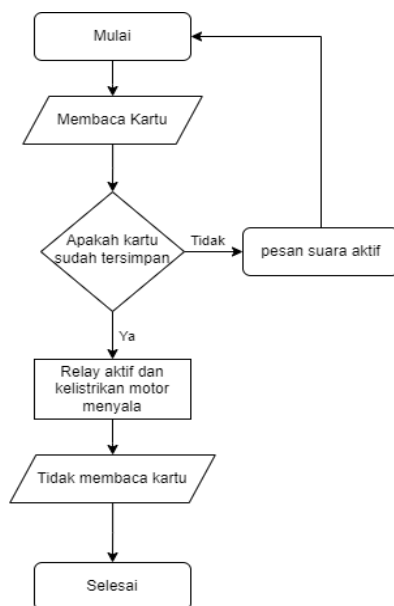 Mulai
Membaca Kartu
Apakah kartu
sudah tersimpan
Tidak
pesan suara aktif
Ya
Relay aktif dan
kelistrikan motor
menyala
Tidak membaca kartu
Selesai